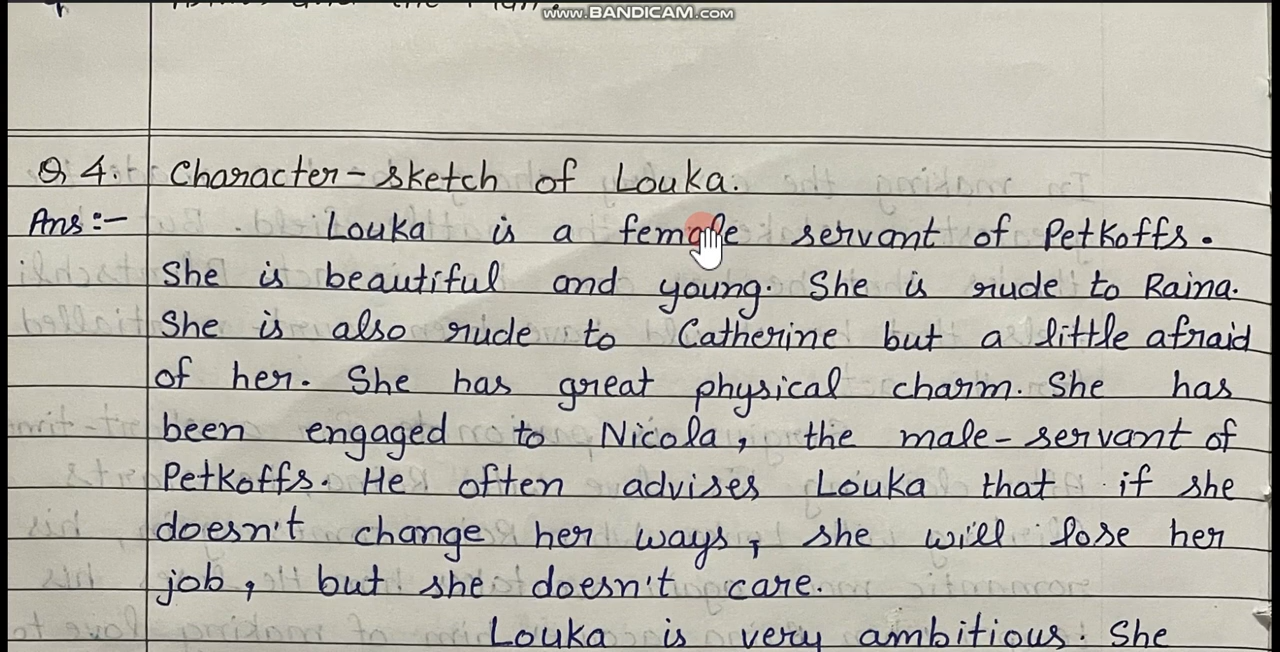 www.BANDICAM.com
Q 4. Character-sketch of Louka.
Ans:- Louka is a female servant of Petkoffs.
She is beautiful and young. She is rude to Raina.
She is also rude to Catherine but a little afraid
of her. She has great physical charm. She has
been engaged to Nicola, the male-servant of
Petkoffs. He often advises Louka that if she
doesn't change her ways, she will lose her
job, but she doesn't care.
Louka is very ambitious. She